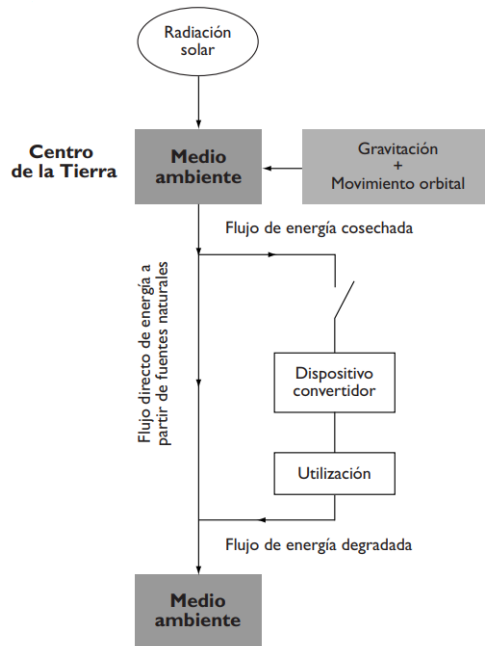 Radiación
solar
Centro
de la Tierra
Medio
ambiente
Gravitación
+
Movimiento orbital
Flujo de energía cosechada
Flujo directo de energía a
partir de fuentes naturales
Dispositivo
convertidor
Utilización
Flujo de energía degradada
Medio
ambiente